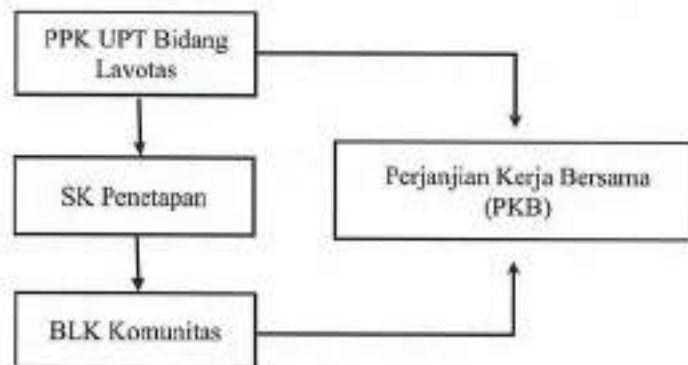 PPK UPT Bidang
Lavotas
SK Penetapan
BLK Komunitas
Perjanjian Kerja Bersama
(PKB)